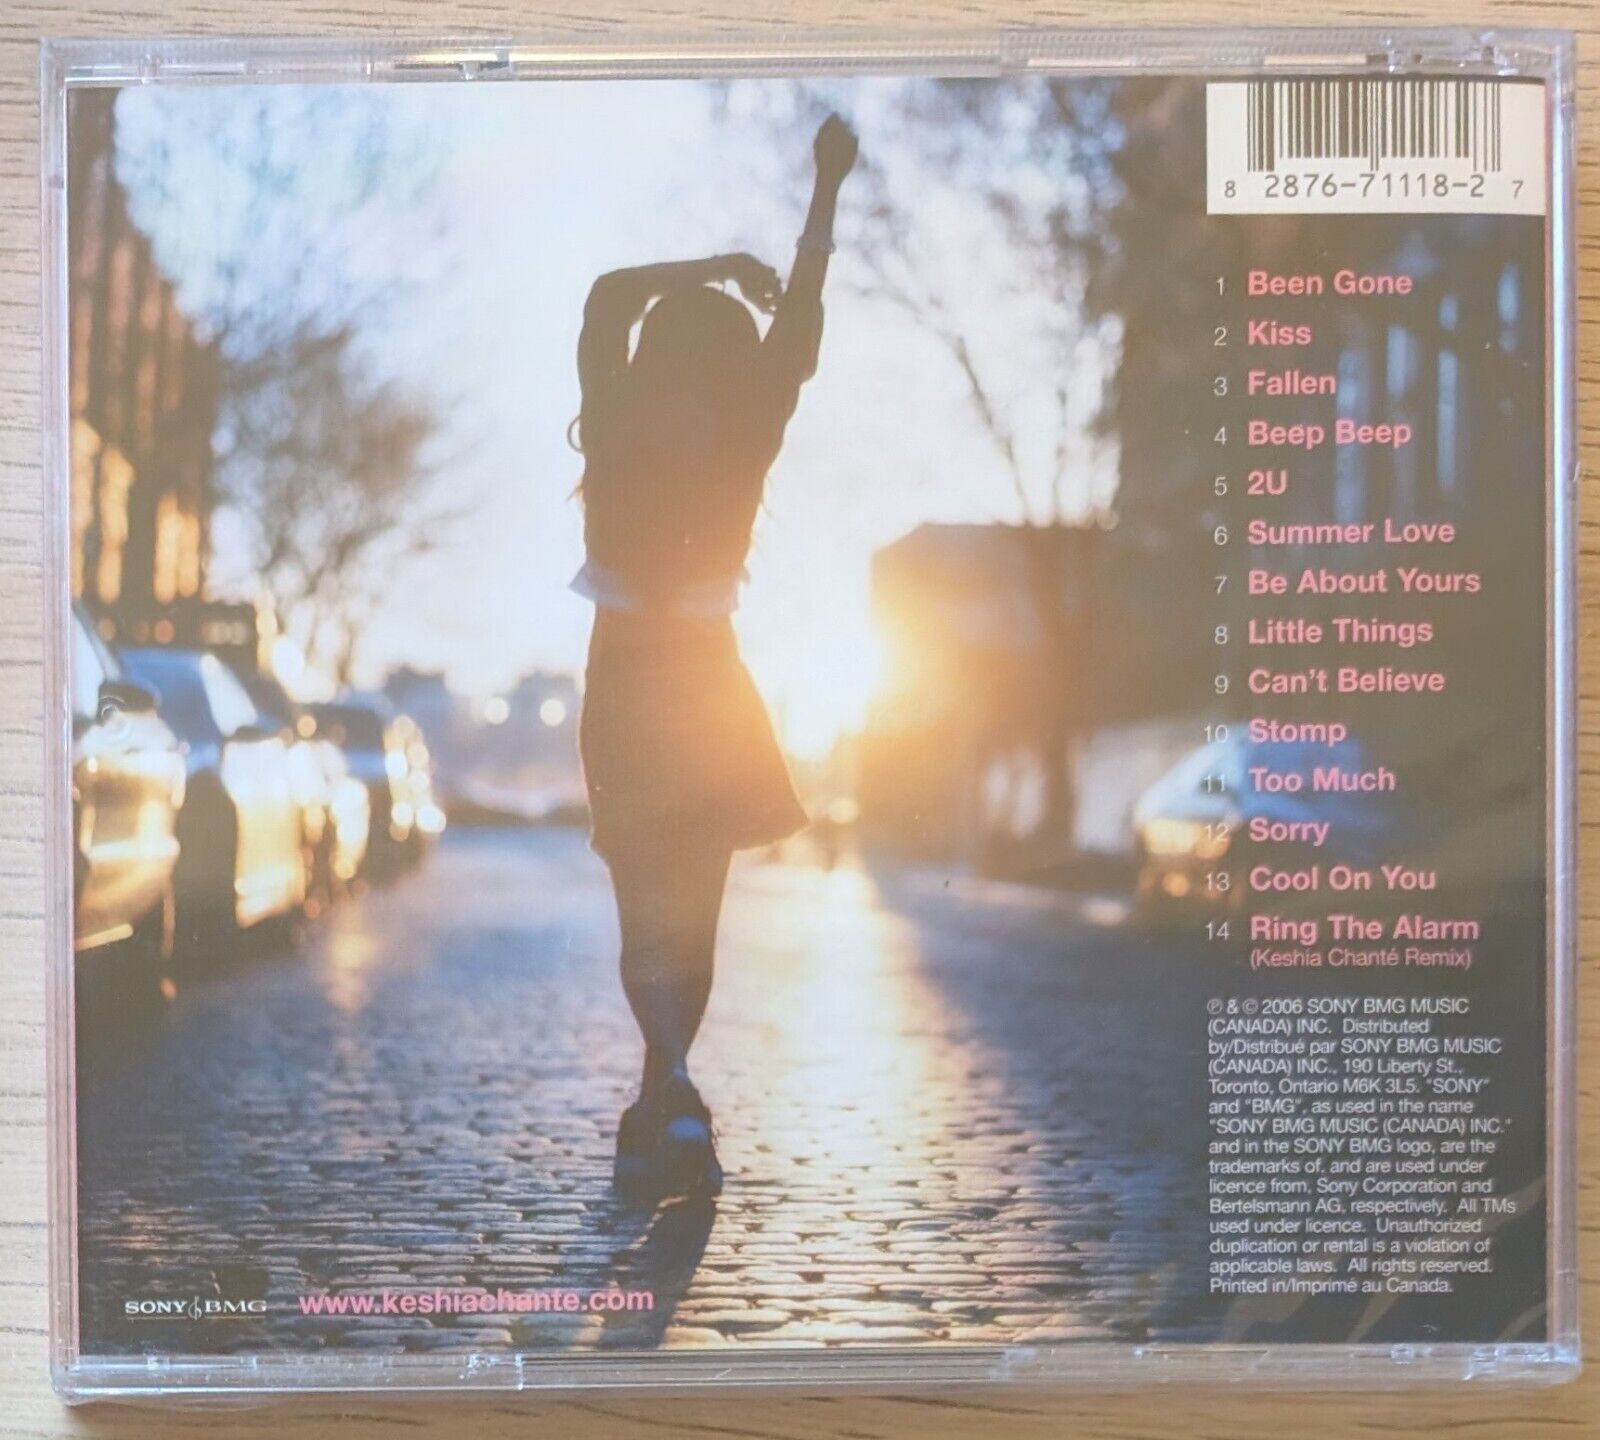 8 2876-71118-2 7
1 Been Gone
2 Kiss
3 Fallen
4 Beep Beep
5 2U
6 Summer Love
7 Be About Yours
8 Little Things
9 Can't Believe
10 Stomp
11 Too Much
12 Sorry
13 Cool On You
14 Ring The Alarm
(Keshia Chanté Remix)
℗ & © 2006 SONY BMG MUSIC
(CANADA) INC. Distributed
by/Distribué par SONY BMG MUSIC
(CANADA) INC., 190 Liberty St.,
Toronto, Ontario M6K 3L5. "SONY"
and "BMG", as used in the name
"SONY BMG MUSIC (CANADA) INC."
and in the SONY BMG logo, are the
trademarks of, and are used under
licence from, Sony Corporation and
Bertelsmann AG, respectively. All TMs
used under licence. Unauthorized
duplication or rental is a violation of
applicable laws. All rights reserved.
Printed in/Imprimé au Canada.
SONY BMG www.keshiachante.com